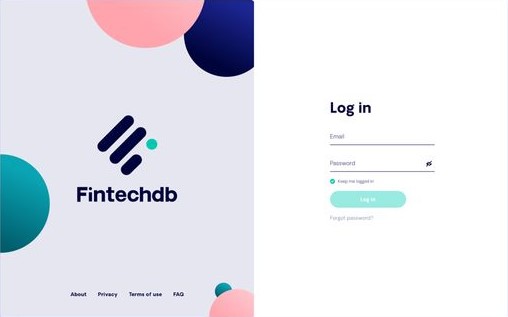 Fintechdb
About Privacy Terms of use FAQ
Log in
Email
Password
Keep me logged in
Log in
Forgot password?